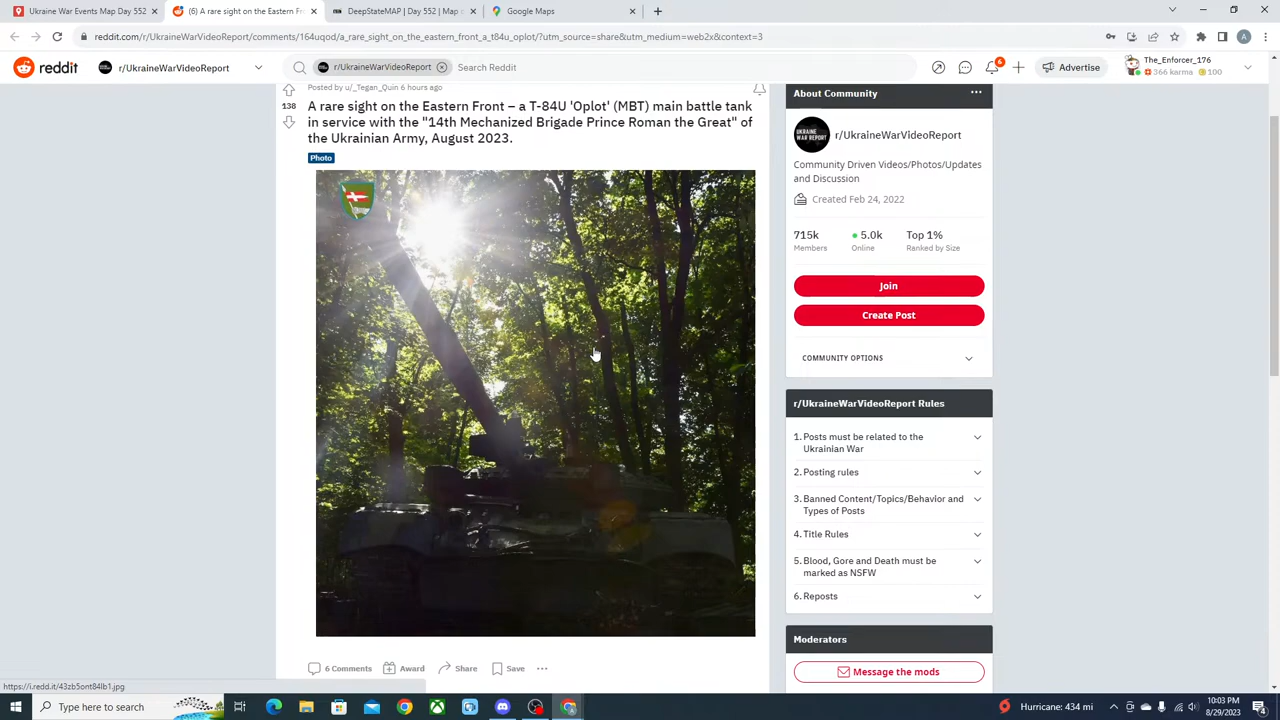 Ukraine War Events Map Day 552 |
(6) A rare sight on the Eastern Front
DeepStateMAP | Day 552 | Map o
Google Maps
reddit.com/r/UkraineWarVideoReport/comments/164uqod/a_rare_sight_on_the_eastern_front_a_t84u_oplot/?utm_source=share&utm_medium=web2x&context=3
reddit
r/UkraineWarVideoReport
r/UkraineWarVideoReport
Search Reddit
6
Advertise
The_Enforcer_176
366 karma 100
Posted by u/_Tegan_Quin 6 hours ago
138
A rare sight on the Eastern Front – a T-84U 'Oplot' (MBT) main battle tank
in service with the "14th Mechanized Brigade Prince Roman the Great" of
the Ukrainian Army, August 2023.
Photo
6 Comments
Award
Share
Save
About Community
UKRAINE
WAR
REPORT
r/UkraineWarVideoReport
Community Driven Videos/Photos/Updates
and Discussion
Created Feb 24, 2022
715k
Members
5.0k
Online
Top 1%
Ranked by Size
Join
Create Post
COMMUNITY OPTIONS
r/UkraineWarVideoReport Rules
1. Posts must be related to the
Ukrainian War
2. Posting rules
3. Banned Content/Topics/Behavior and
Types of Posts
4. Title Rules
5. Blood, Gore and Death must be
marked as NSFW
6. Reposts
Moderators
Message the mods
https://i.redd.it/43zb5ont84lb1.jpg
Type here to search
Hurricane: 434 mi
10:03 PM
8/29/2023